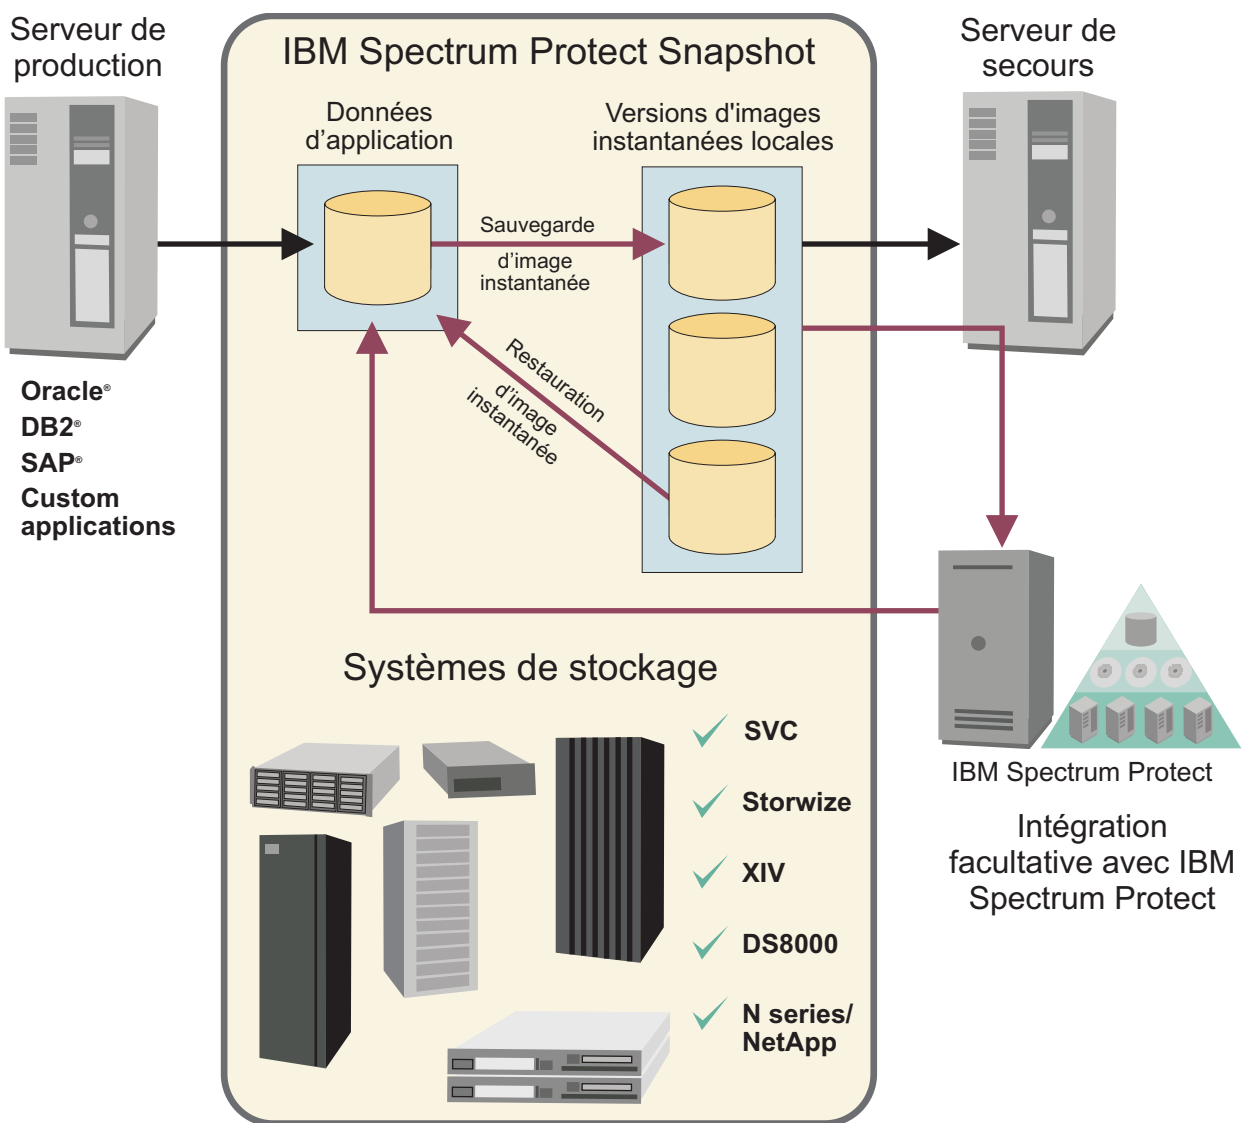 Serveur de
production
IBM Spectrum Protect Snapshot
Serveur de
secours
Données
d’application
Versions d'images
instantanées locales
Sauvegarde
d’image
instantanée
Restauration
d’image
instantanée
Oracle®
DB2®
SAP®
Custom
applications
Systèmes de stockage
SVC
Storwize
XIV
DS8000
N series/
NetApp
IBM Spectrum Protect
Intégration
facultative avec IBM
Spectrum Protect